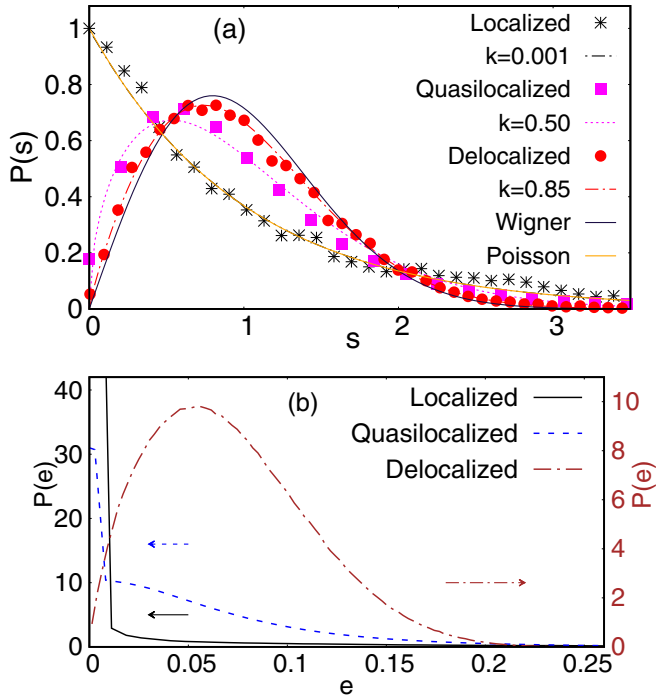 (a)
Localized
k=0.001
Quasilocalized
k=0.50
Delocalized
k=0.85
Wigner
Poisson
P(s)
1
0.8
0.6
0.4
0.2
0
0 1 2 3
s
(b)
Localized
Quasilocalized
Delocalized
P(e)
40
30
20
10
0
10
8
6
4
2
0
P(e)
0 0.05 0.1 0.15 0.2 0.25
e